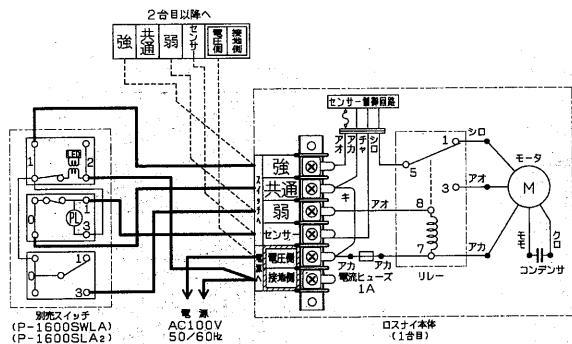 2台目以降へ
強
共通
弱
センサ
電圧側
接地側
センサー制御回路
アオ
アカ
チャ
シロ
シロ
1
5
3
アオ
モータ
M
LED
1
2
強
共通
弱
センサー
電圧側
接地側
スイッチへ
電源へ
キ
アオ
8
7
アカ
リレー
モモ
クロ
コンデンサ
0
PL
1
3
0
1
3
アカ
アカ
電流ヒューズ
1A
別売スイッチ
(P-1600SWLA)
(P-1600SLA₂)
電源
AC100V
50/60Hz
ロスナイ本体
(1台目)